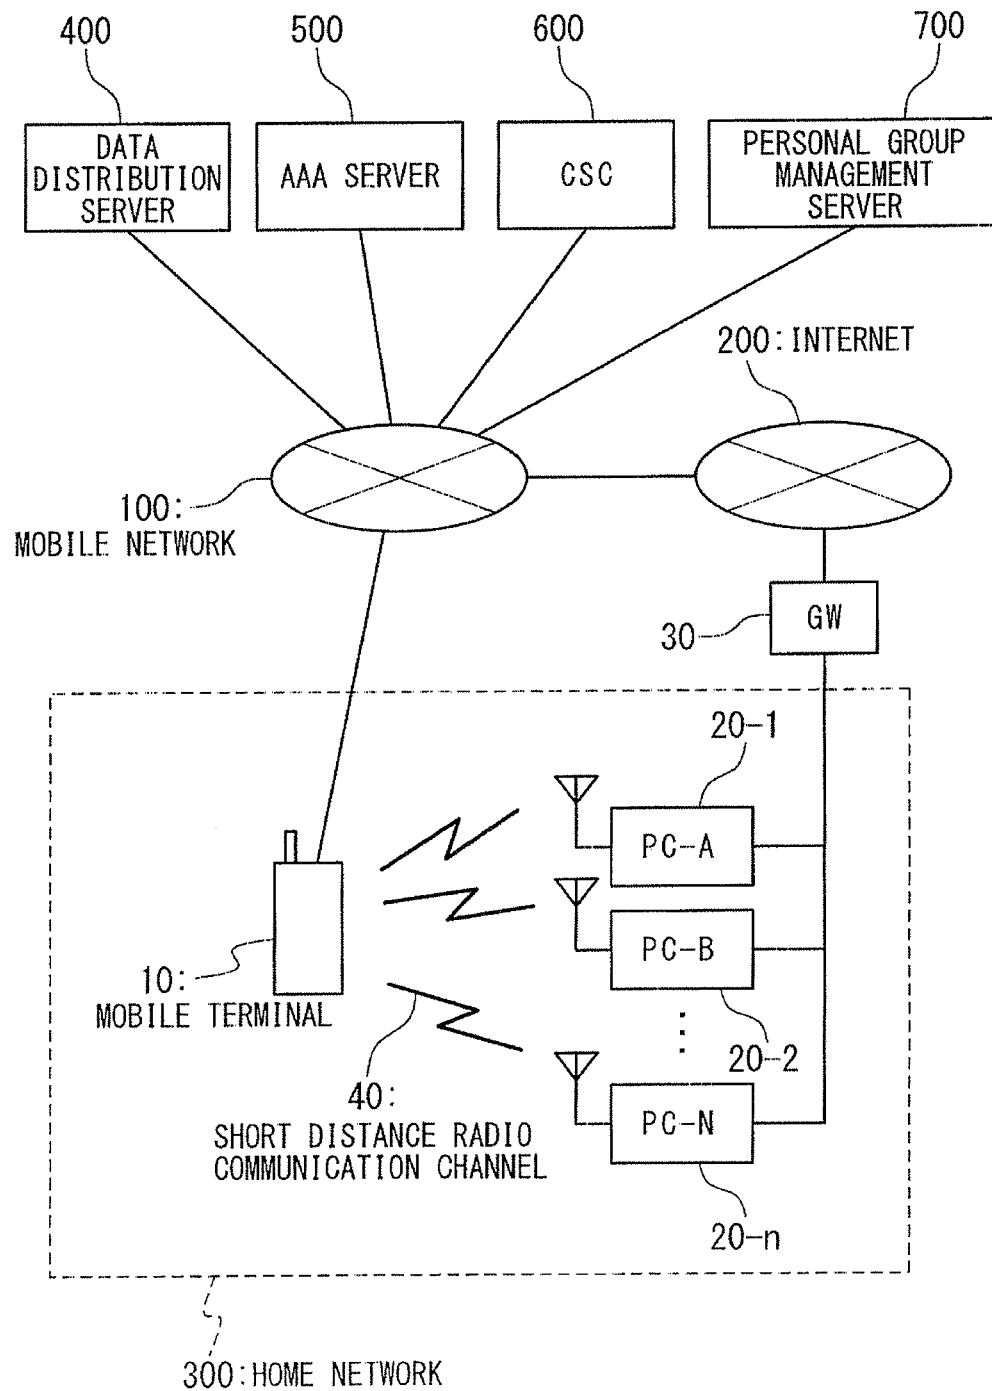 400
500
600
700
DATA
DISTRIBUTION
SERVER
AAA SERVER
CSC
PERSONAL GROUP
MANAGEMENT
SERVER
200:INTERNET
100:
MOBILE NETWORK
30
GW
20-1
PC-A
PC-B
20-2
10:
MOBILE TERMINAL
40:
SHORT DISTANCE RADIO
COMMUNICATION CHANNEL
PC-N
20-n
300:HOME NETWORK